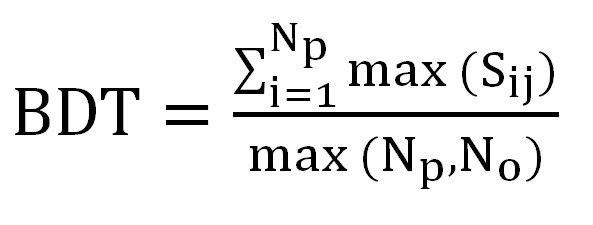 BDT = \frac{\sum_{i=1}^{N_p} \max (S_{ij})}{\max (N_p, N_o)}